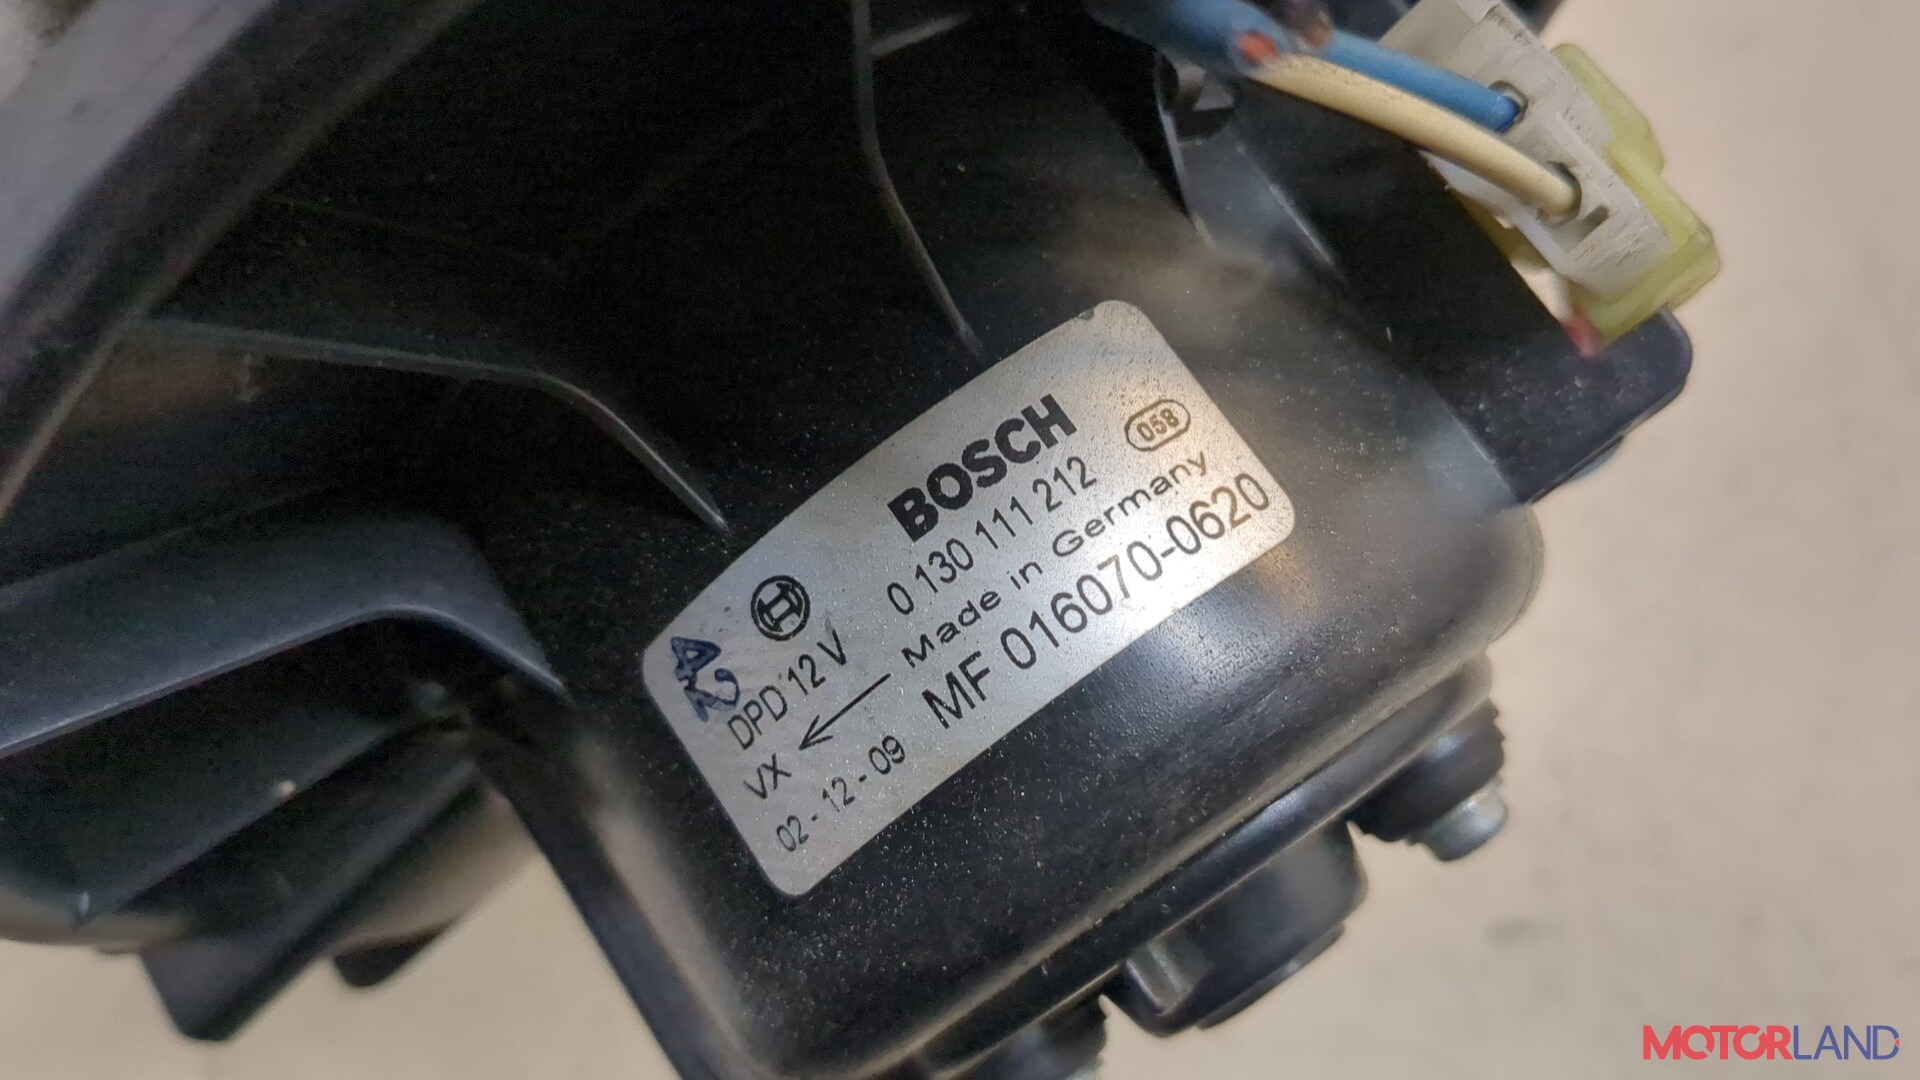 BOSCH
058
0 130 111 212
DPD 12 V
Made in Germany
VX
MF 016070-0620
02-12-09
MOTORLAND